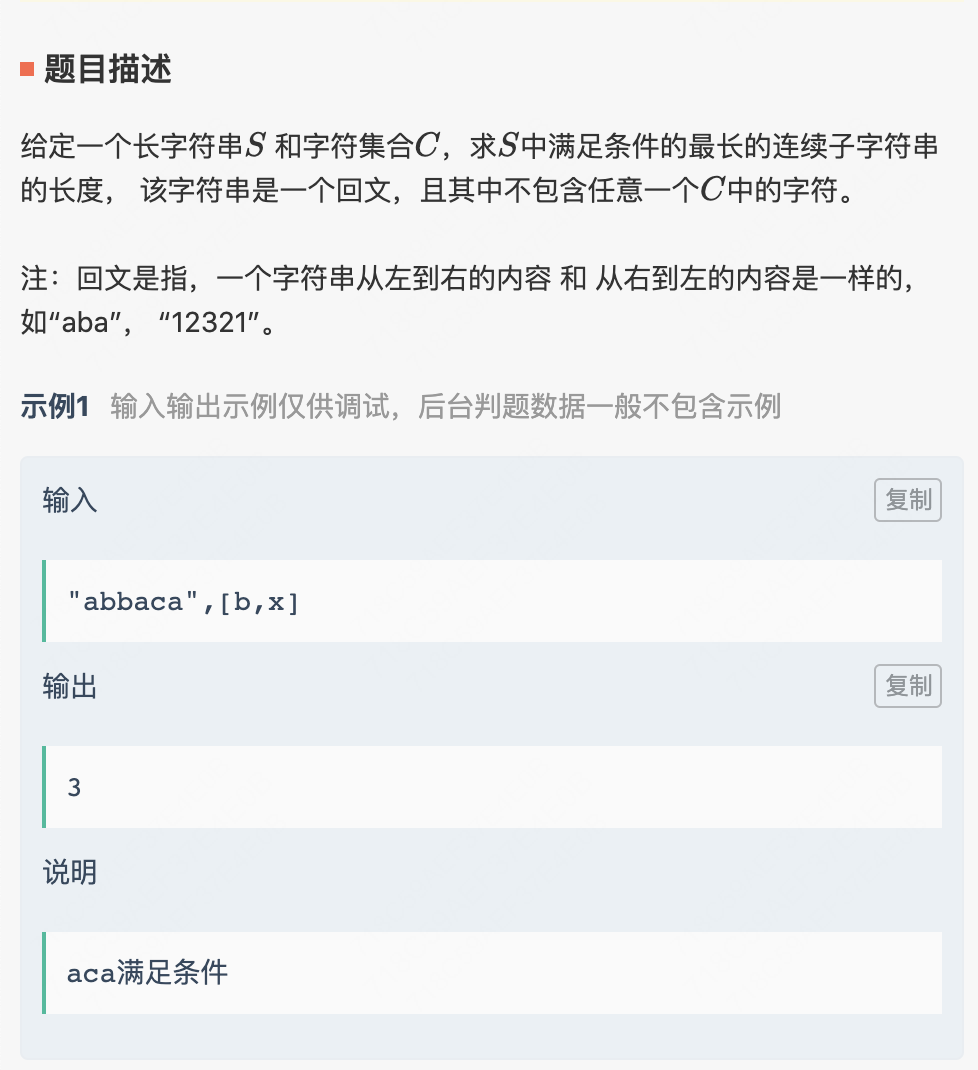 题目描述
给定一个长字符串S 和字符集合C，求S中满足条件的最长的连续子字符串
的长度， 该字符串是一个回文，且其中不包含任意一个C中的字符。
注：回文是指，一个字符串从左到右的内容 和 从右到左的内容是一样的，
如“aba”， “12321”。
示例1 输入输出示例仅供调试，后台判题数据一般不包含示例
输入 复制
"abbaca",[b,x]
输出 复制
3
说明
aca满足条件